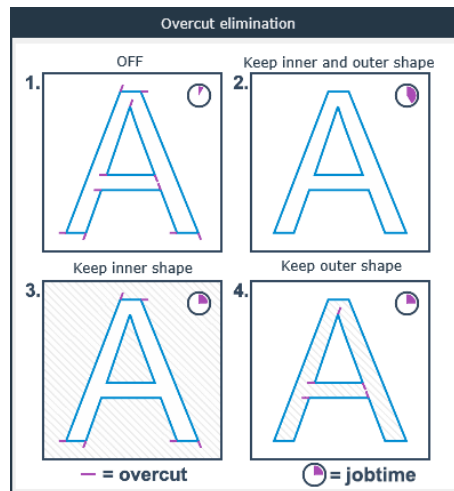 Overcut elimination
OFF
Keep inner and outer shape
1.
2.
Keep inner shape
Keep outer shape
3.
4.
= overcut
= jobtime